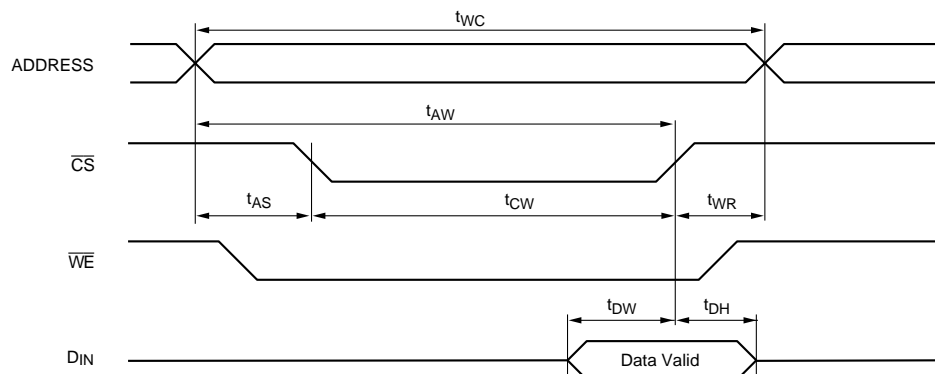 tWC
ADDRESS
tAW
CS
tAS
tCW
tWR
WE
tDW
tDH
DIN
Data Valid